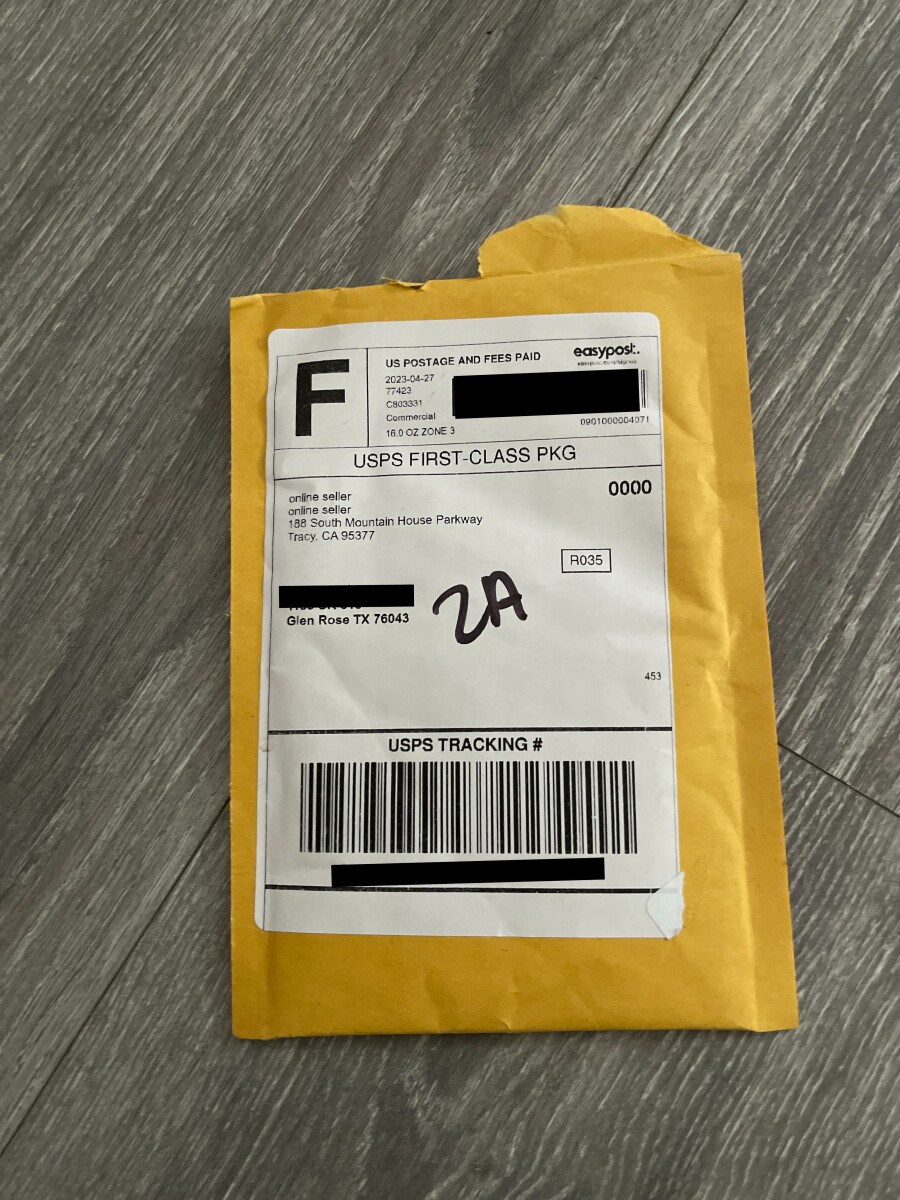 F
US POSTAGE AND FEES PAID
easypost.
2023-04-27
77423
C803331
Commercial
16.0 OZ ZONE 3
0901000004071
USPS FIRST-CLASS PKG
0000
online seller
online seller
188 South Mountain House Parkway
Tracy, CA 95377
R035
Glen Rose TX 76043
2A
453
USPS TRACKING #